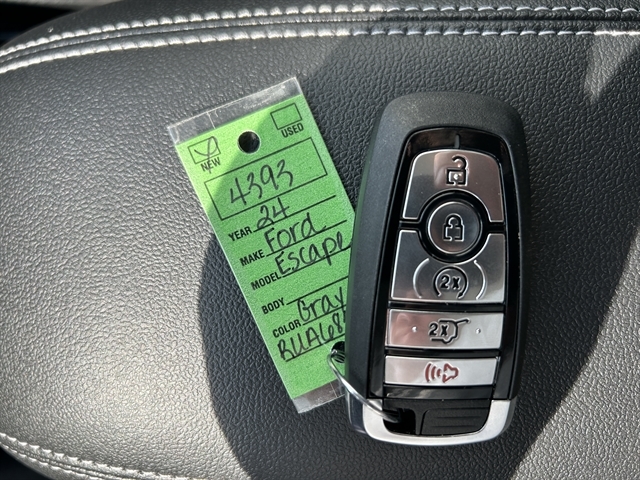 NEW USED
4393
YEAR 24
MAKE Ford
MODEL Escape
BODY
COLOR Gray
2x
2x